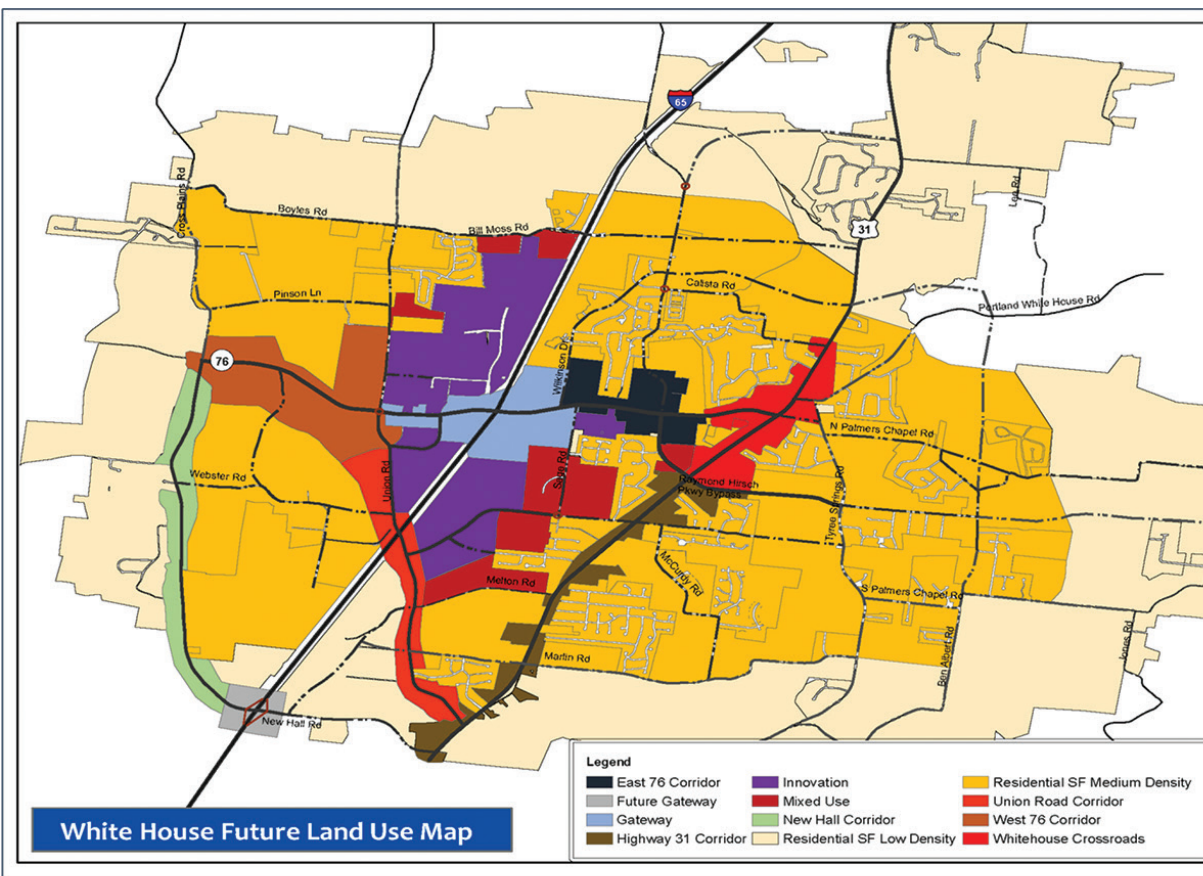 65
Cross Plains Rd
Boyles Rd
Bill Moss Rd
31
Lee Rd
Calista Rd
Pinson Ln
Portland White House Rd
76
Wilkinson
N Palmers Chapel Rd
Webster Rd
Union Rd
Sage Rd
Raymond Hirsch
Pkwy Bypass
Tyree Springs Rd
McCurdy Rd
Melton Rd
S Palmers Chapel Rd
Martin Rd
Ben Albert Rd
Jones Rd
New Hall Rd
Legend
East 76 Corridor
Future Gateway
Gateway
Highway 31 Corridor
Innovation
Mixed Use
New Hall Corridor
Residential SF Low Density
Residential SF Medium Density
Union Road Corridor
West 76 Corridor
Whitehouse Crossroads
White House Future Land Use Map